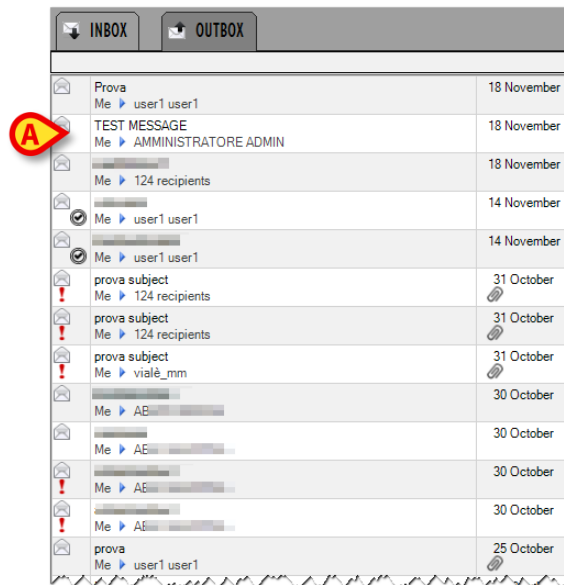 INBOX OUTBOX
Prova 18 November
Me user1 user1
A
TEST MESSAGE 18 November
Me AMMINISTRATORE ADMIN
18 November
Me 124 recipients
14 November
Me user1 user1
14 November
Me user1 user1
prova subject 31 October
Me 124 recipients
prova subject 31 October
Me 124 recipients
prova subject 31 October
Me vialè_mm
30 October
Me
30 October
Me
30 October
Me
30 October
Me
prova 25 October
Me user1 user1